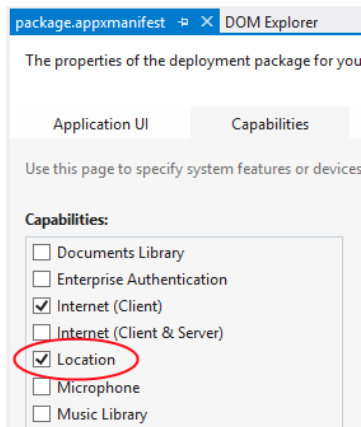 package.appxmanifest DOM Explorer
The properties of the deployment package for you
Application UI Capabilities
Use this page to specify system features or devices
Capabilities:
Documents Library
Enterprise Authentication
Internet (Client)
Internet (Client & Server)
Location
Microphone
Music Library